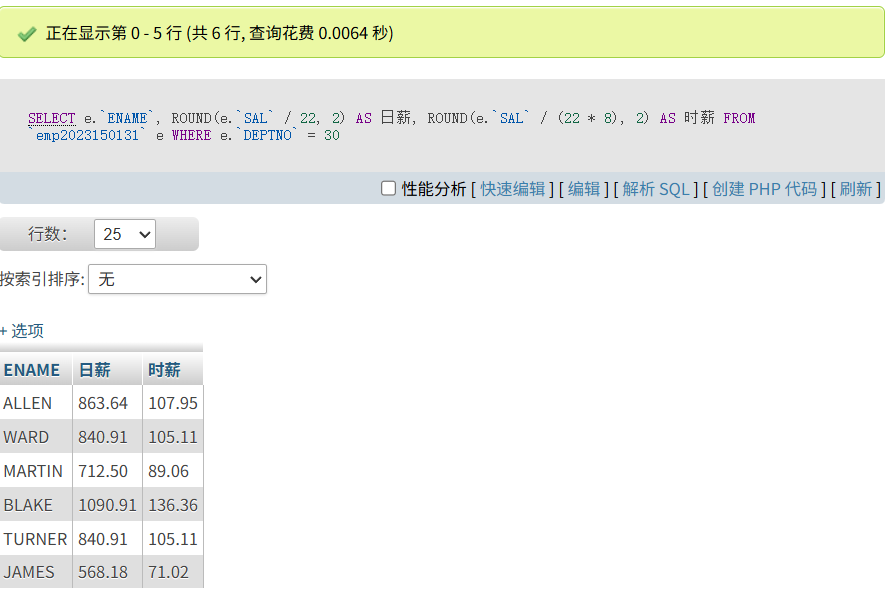 正在显示第 0 - 5 行 (共 6 行, 查询花费 0.0064 秒)
SELECT e.`ENAME`, ROUND(e.`SAL` / 22, 2) AS 日薪, ROUND(e.`SAL` / (22 * 8), 2) AS 时薪 FROM
`emp2023150131` e WHERE e.`DEPTNO` = 30
性能分析 [ 快速编辑 ] [ 编辑 ] [ 解析 SQL ] [ 创建 PHP 代码 ] [ 刷新 ]
行数： 25
按索引排序: 无
+ 选项
ENAME 日薪 时薪
ALLEN 863.64 107.95
WARD 840.91 105.11
MARTIN 712.50 89.06
BLAKE 1090.91 136.36
TURNER 840.91 105.11
JAMES 568.18 71.02